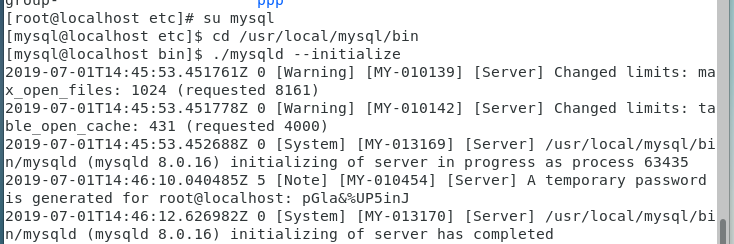 group-     ppp
[root@localhost etc]# su mysql
[mysql@localhost etc]$ cd /usr/local/mysql/bin
[mysql@localhost bin]$ ./mysqld --initialize
2019-07-01T14:45:53.451761Z 0 [Warning] [MY-010139] [Server] Changed limits: ma
x_open_files: 1024 (requested 8161)
2019-07-01T14:45:53.451778Z 0 [Warning] [MY-010142] [Server] Changed limits: ta
ble_open_cache: 431 (requested 4000)
2019-07-01T14:45:53.452688Z 0 [System] [MY-013169] [Server] /usr/local/mysql/bi
n/mysqld (mysqld 8.0.16) initializing of server in progress as process 63435
2019-07-01T14:46:10.040485Z 5 [Note] [MY-010454] [Server] A temporary password
is generated for root@localhost: pGla&%UP5inJ
2019-07-01T14:46:12.626982Z 0 [System] [MY-013170] [Server] /usr/local/mysql/bi
n/mysqld (mysqld 8.0.16) initializing of server has completed